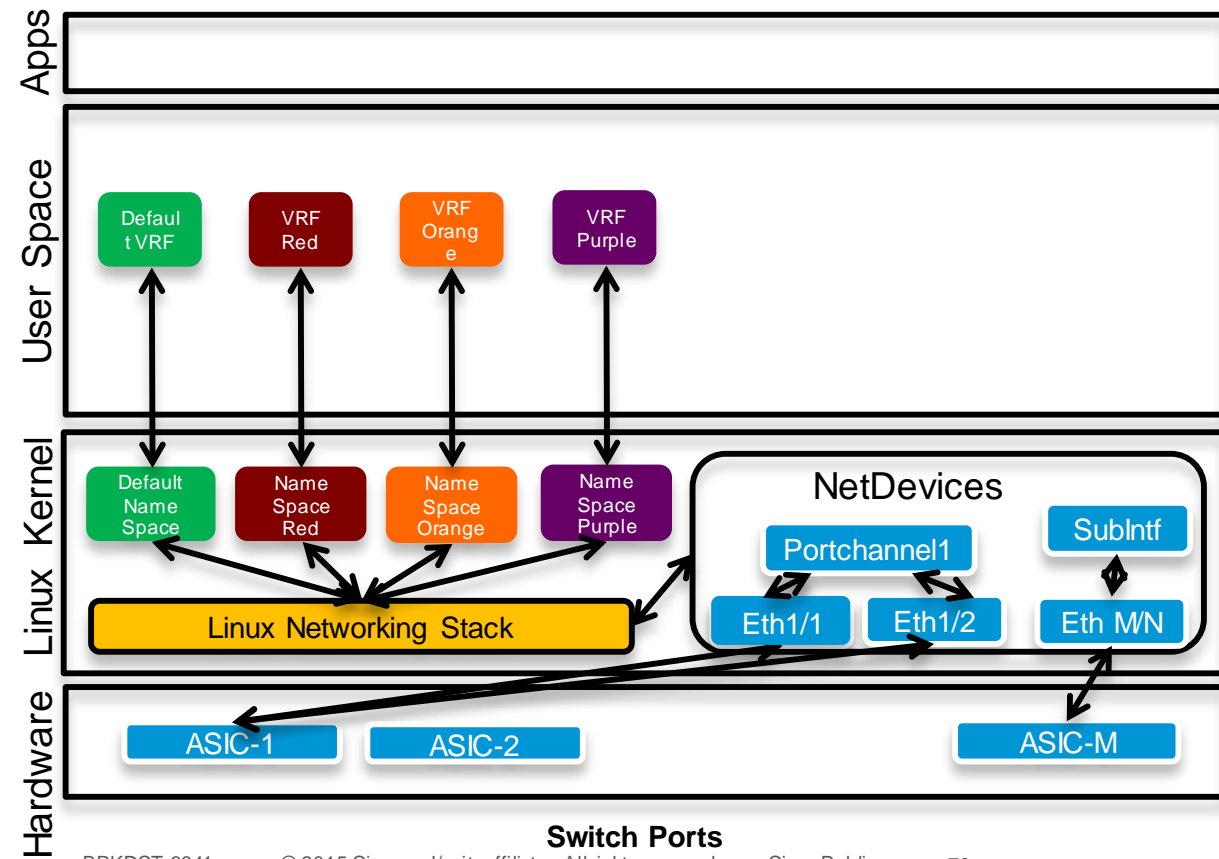 Apps
User Space
Defaul
t VRF
VRF
Red
VRF
Orang
e
VRF
Purple
Linux Kernel
Default
Name
Space
Name
Space
Red
Name
Space
Orange
Name
Space
Purple
NetDevices
Portchannel1
SubIntf
Eth1/1
Eth1/2
Eth M/N
Linux Networking Stack
Hardware
ASIC-1
ASIC-2
ASIC-M
Switch Ports